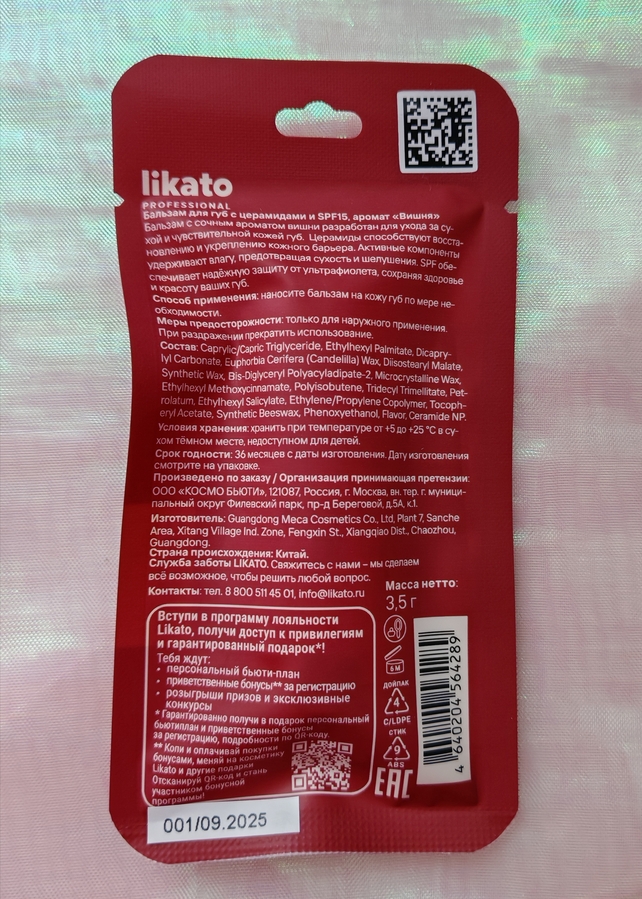 likato
PROFESSIONAL
Бальзам для губ с церамидами и SPF15, аромат «Вишня»
Бальзам с сочным ароматом вишни разработан для ухода за су-
хой и чувствительной кожей губ. Церамиды способствуют восста-
новлению и укреплению кожного барьера. Активные компоненты
удерживают влагу, предотвращая сухость и шелушения. SPF обе-
спечивает надёжную защиту от ультрафиолета, сохраняя здоровье
и красоту ваших губ.
Способ применения: наносите бальзам на кожу губ по мере не-
обходимости.
Меры предосторожности: только для наружного применения.
При раздражении прекратить использование.
Состав: Caprylic/Capric Triglyceride, Ethylhexyl Palmitate, Dicapry-
lyl Carbonate, Euphorbia Cerifera (Candelilla) Wax, Diisostearyl Malate,
Synthetic Wax, Bis-Diglyceryl Polyacyladipate-2, Microcrystalline Wax,
Ethylhexyl Methoxycinnamate, Polyisobutene, Tridecyl Trimellitate, Pet-
rolatum, Ethylhexyl Salicylate, Ethylene/Propylene Copolymer, Tocoph-
eryl Acetate, Synthetic Beeswax, Phenoxyethanol, Flavor, Ceramide NP.
Условия хранения: хранить при температуре от +5 до +25 °C в су-
хом тёмном месте, недоступном для детей.
Срок годности: 36 месяцев с даты изготовления. Дату изготовления
смотрите на упаковке.
Произведено по заказу / Организация принимающая претензии:
ООО «КОСМО БЬЮТИ», 121087, Россия, г. Москва, вн. тер. г. муници-
пальный округ Филевский парк, пр-д Береговой, д.5А, к.1.
Изготовитель: Guangdong Meca Cosmetics Co., Ltd, Plant 7, Sanche
Area, Xitang Village Ind. Zone, Fengxin St., Xiangqiao Dist., Chaozhou,
Guangdong.
Страна происхождения: Китай.
Служба заботы LIKATO. Свяжитесь с нами – мы сделаем
всё возможное, чтобы решить любой вопрос.
Контакты: тел. 8 800 511 45 01, info@likato.ru
Масса нетто:
3,5 г
6 M
ДОЙПАК
4
C/LDPE
СТИК
9
ABS
EAC
4 640204 564289
Вступи в программу лояльности
Likato, получи доступ к привилегиям
и гарантированный подарок*!
Тебя ждут:
· персональный бьюти-план
· приветственные бонусы** за регистрацию
· розыгрыши призов и эксклюзивные
конкурсы
* Гарантированно получи в подарок персональный
бьютиплан и приветственные бонусы
за регистрацию, подробности по QR-коду.
** Копи и оплачивай покупки
бонусами, меняй на косметику
Likato и другие подарки
Отсканируй QR-код и стань
участником бонусной
программы!
001/09.2025